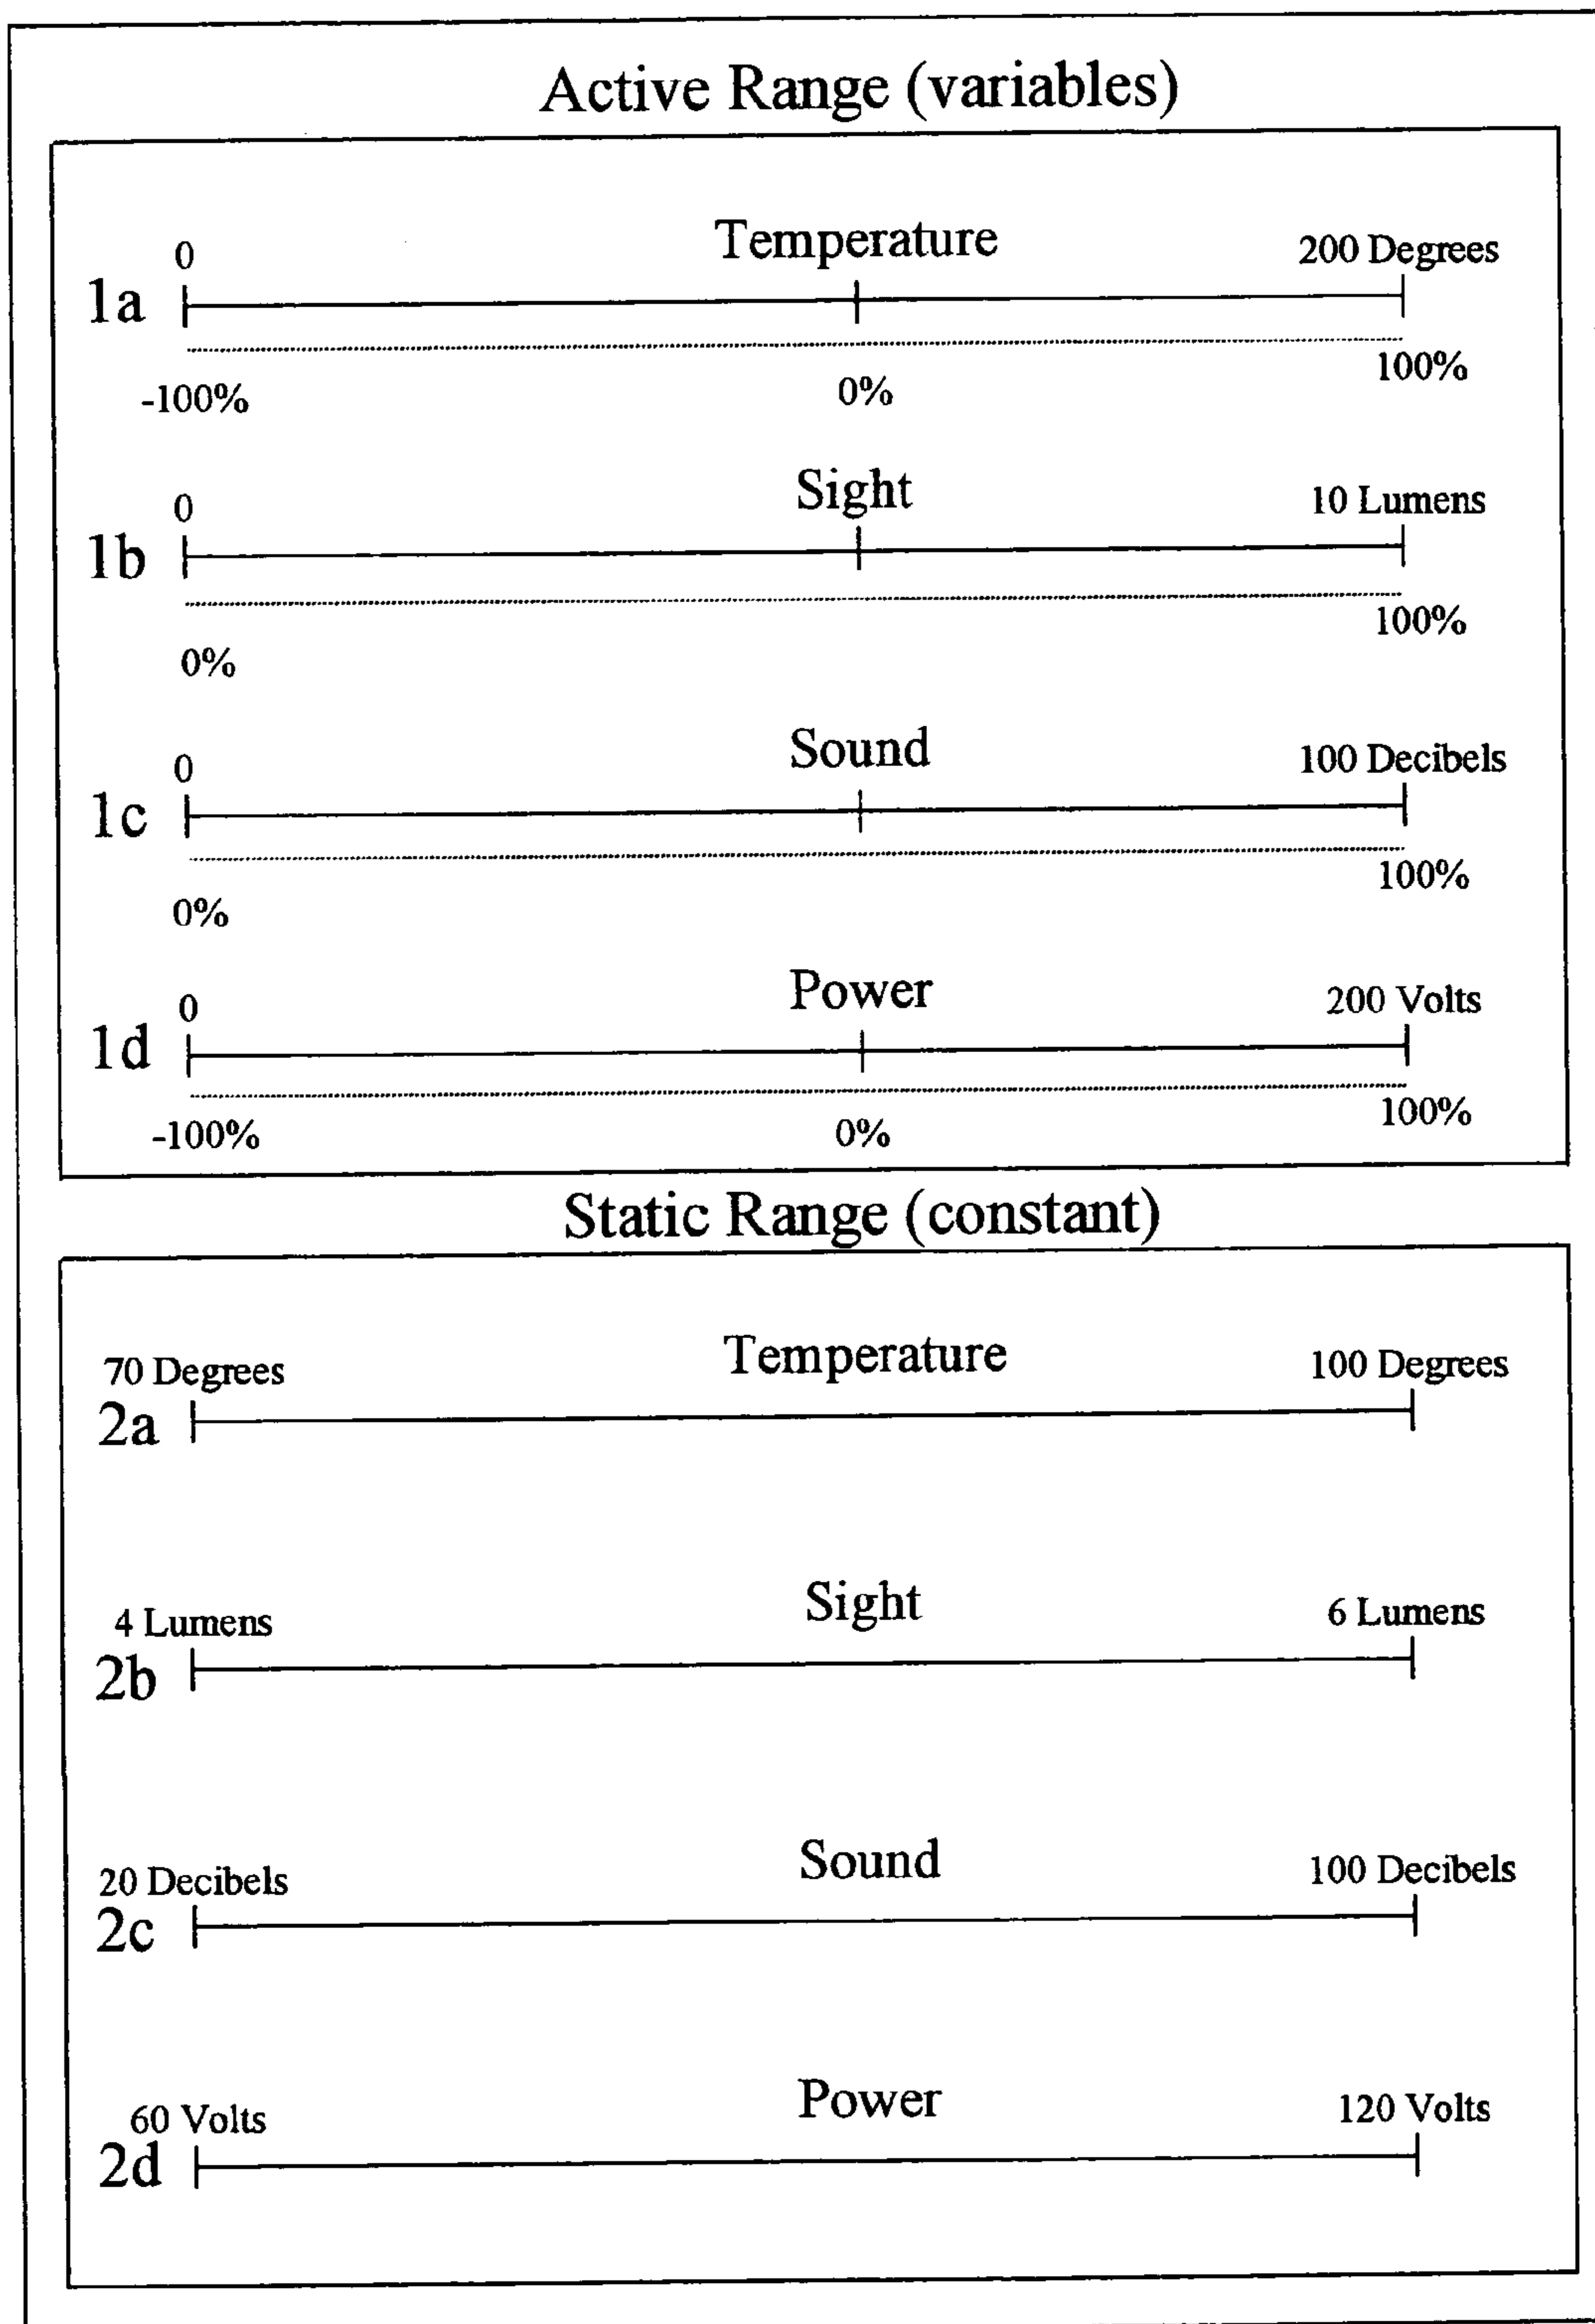 Active Range (variables)
0 Temperature 200 Degrees
1a
-100% 0% 100%
0 Sight 10 Lumens
1b
0% 100%
0 Sound 100 Decibels
1c
0% 100%
0 Power 200 Volts
1d
-100% 0% 100%
Static Range (constant)
70 Degrees Temperature 100 Degrees
2a
4 Lumens Sight 6 Lumens
2b
20 Decibels Sound 100 Decibels
2c
60 Volts Power 120 Volts
2d